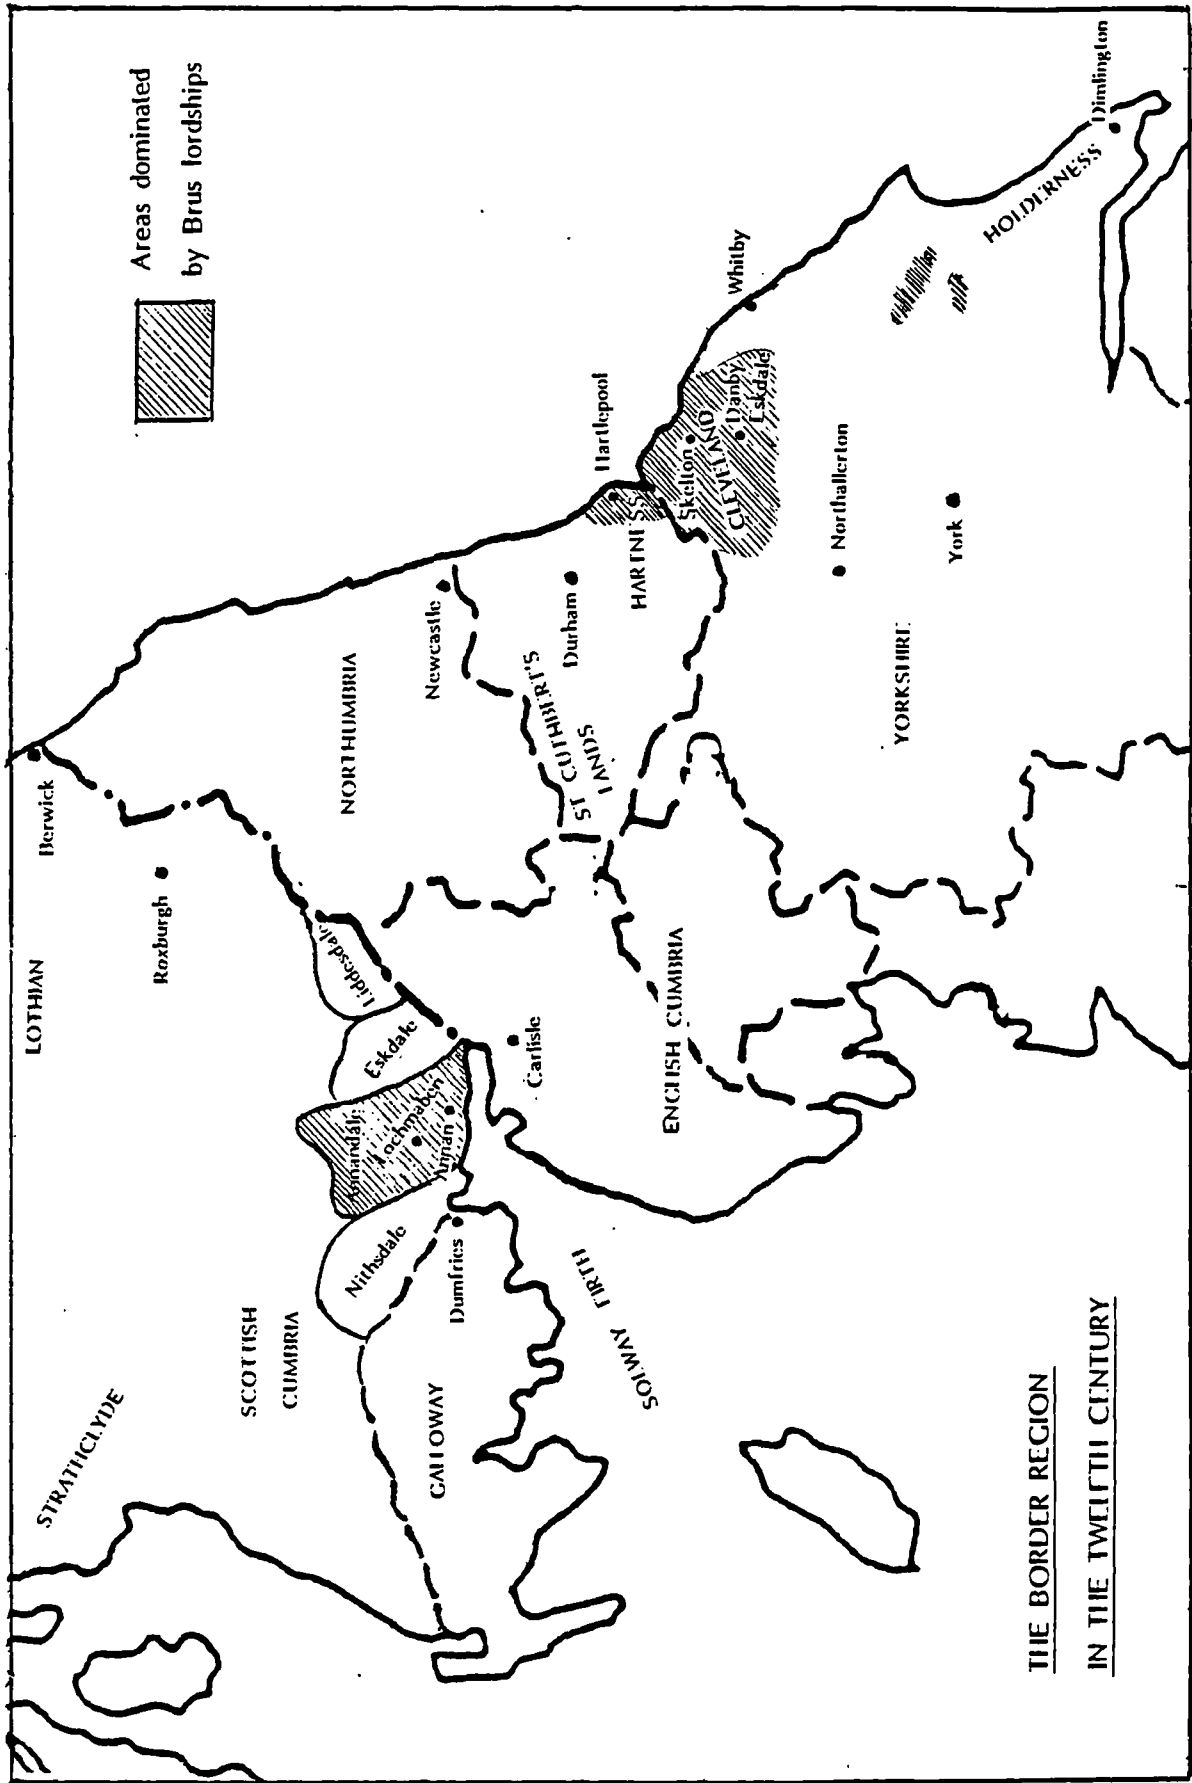 Areas dominated
by Brus lordships
STRATHCLYDE
LOTHIAN
Berwick
Roxburgh
SCOTTISH
CUMBRIA
Nithsdale
Annandale
Lochmaben
Annan
Eskdale
Liddesdale
NORTHUMBRIA
Newcastle
GALLOWAY
Dumfries
Carlisle
ST CUTHBERT'S
LANDS
Durham
Hartlepool
HARTNESS
SOLWAY FIRTH
ENGLISH CUMBRIA
Skelton
CLEVELAND
Danby
Eskdale
Whitby
Northallerton
YORKSHIRE
York
HOLDERNESS
Dimlington
THE BORDER REGION
IN THE TWELFTH CENTURY